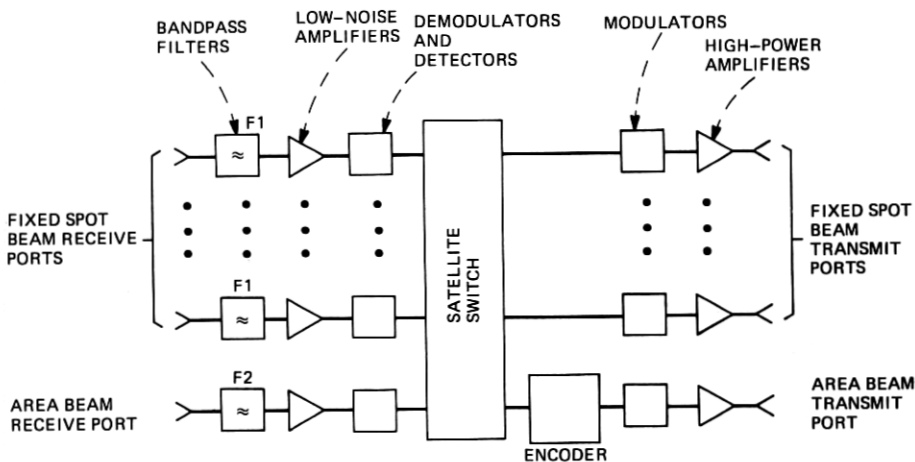 BANDPASS
FILTERS
LOW-NOISE
AMPLIFIERS
DEMODULATORS
AND
DETECTORS
MODULATORS
HIGH-POWER
AMPLIFIERS
F1
≈
FIXED SPOT
BEAM RECEIVE
PORTS
SATELLITE
SWITCH
FIXED SPOT
BEAM
TRANSMIT
PORTS
F1
≈
F2
≈
AREA BEAM
RECEIVE PORT
AREA BEAM
TRANSMIT
PORT
ENCODER